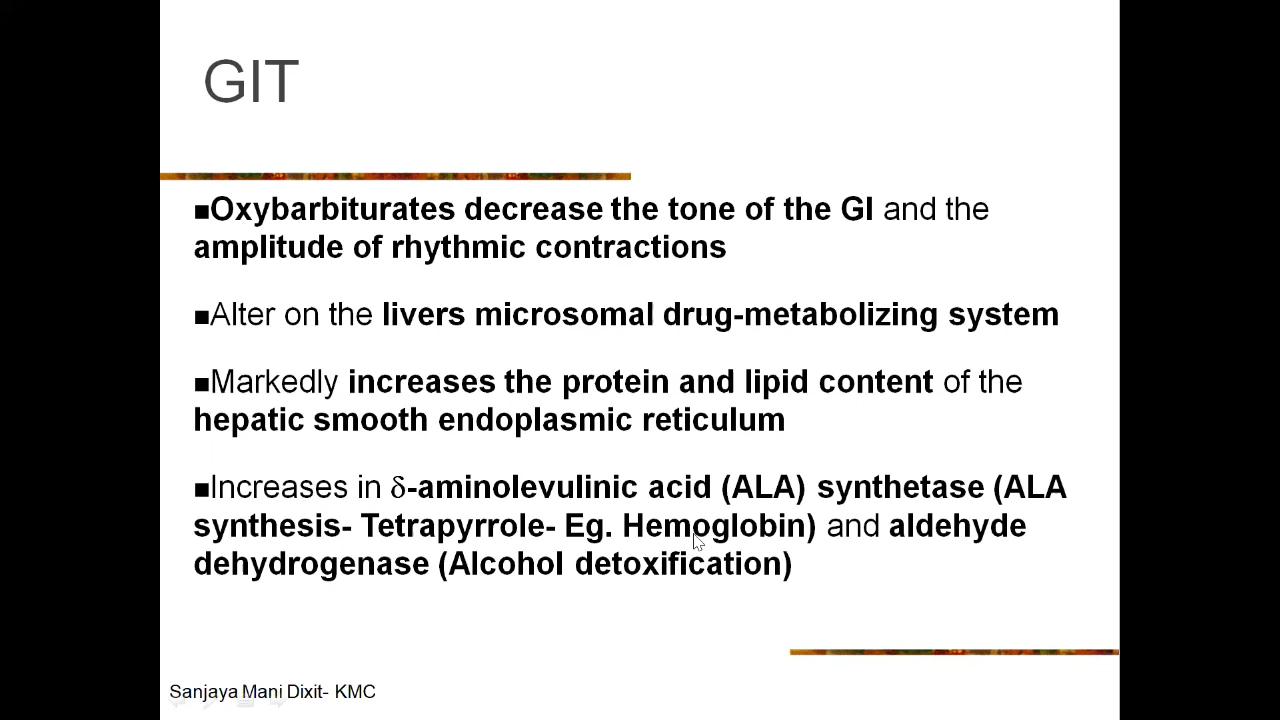 GIT
■Oxybarbiturates decrease the tone of the GI and the
amplitude of rhythmic contractions
■Alter on the livers microsomal drug-metabolizing system
■Markedly increases the protein and lipid content of the
hepatic smooth endoplasmic reticulum
■Increases in δ-aminolevulinic acid (ALA) synthetase (ALA
synthesis- Tetrapyrrole- Eg. Hemoglobin) and aldehyde
dehydrogenase (Alcohol detoxification)
Sanjaya Mani Dixit- KMC